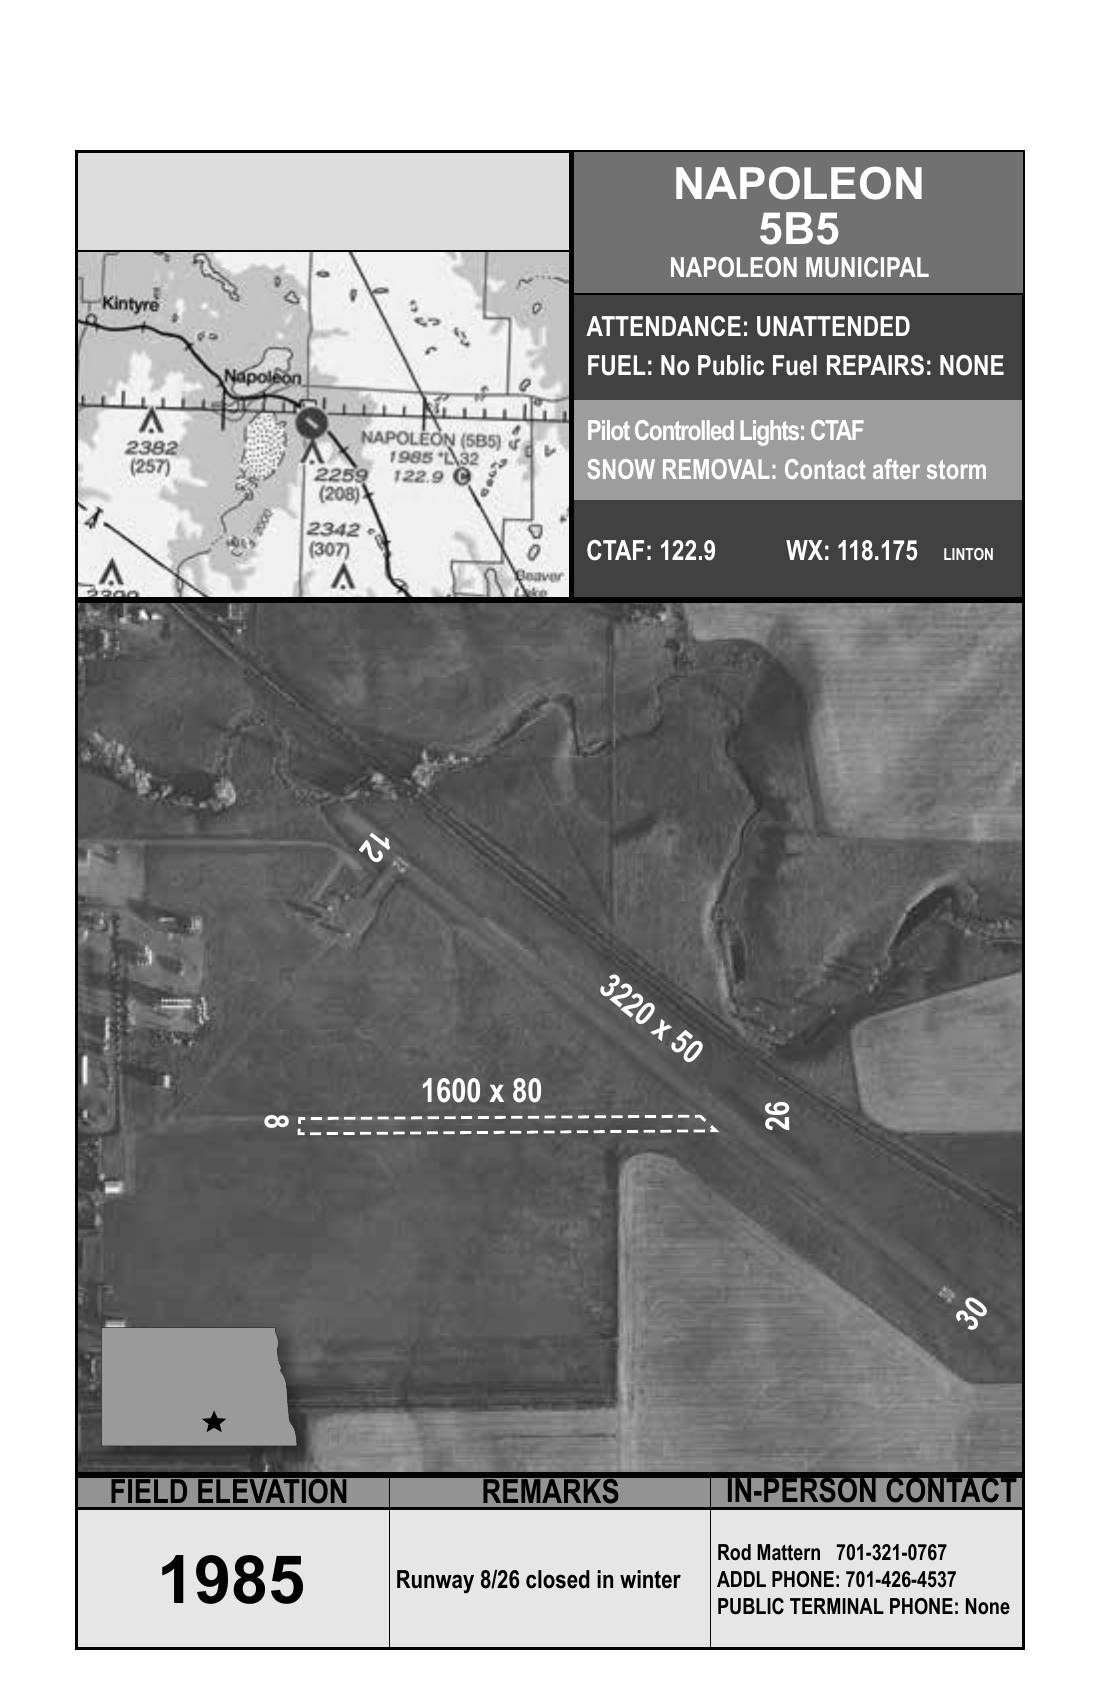 NAPOLEON
5B5
NAPOLEON MUNICIPAL
ATTENDANCE: UNATTENDED
FUEL: No Public Fuel REPAIRS: NONE
Pilot Controlled Lights: CTAF
SNOW REMOVAL: Contact after storm
CTAF: 122.9 WX: 118.175 LINTON
Kintyre
Napoleon
2382
(257)
NAPOLEON (5B5)
1985 *L 32
122.9 C
2259
(208)
2000
2342
(307)
Beaver
Lake
12
3220 x 50
1600 x 80
8
26
30
FIELD ELEVATION
1985
REMARKS
Runway 8/26 closed in winter
IN-PERSON CONTACT
Rod Mattern 701-321-0767
ADDL PHONE: 701-426-4537
PUBLIC TERMINAL PHONE: None